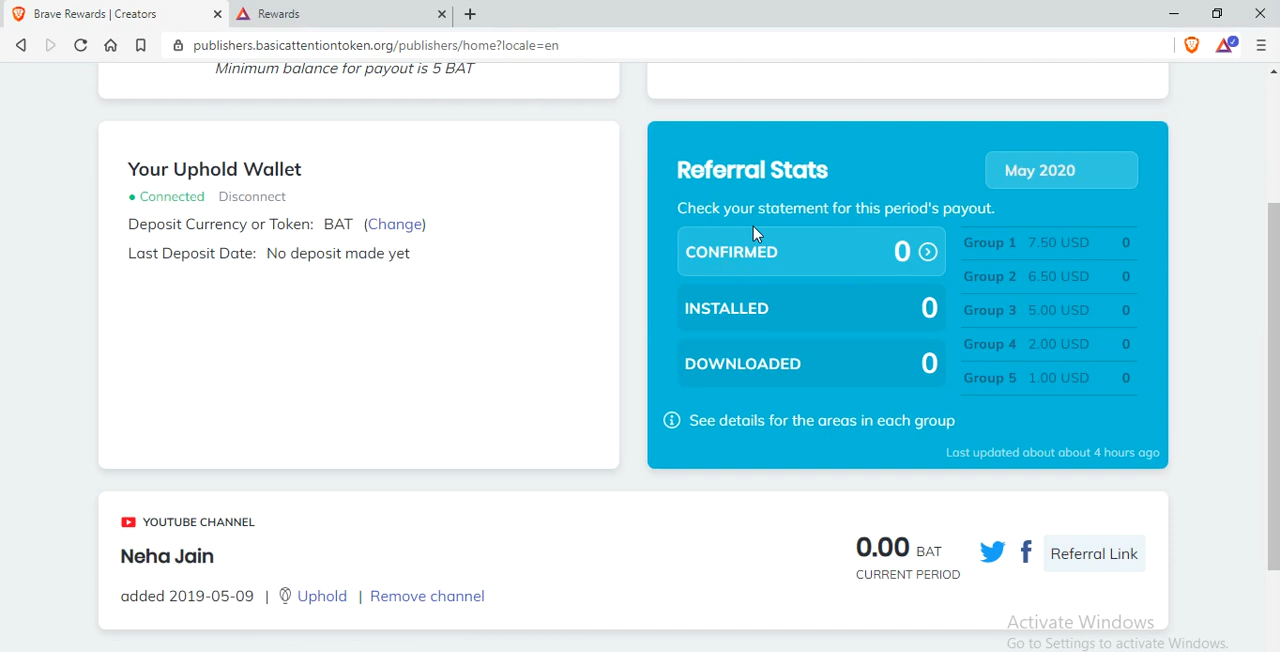 Brave Rewards | Creators
Rewards
publishers.basicattentiontoken.org/publishers/home?locale=en
Minimum balance for payout is 5 BAT
Your Uphold Wallet
Connected Disconnect
Deposit Currency or Token: BAT (Change)
Last Deposit Date: No deposit made yet
Referral Stats
May 2020
Check your statement for this period's payout.
CONFIRMED 0
INSTALLED 0
DOWNLOADED 0
Group 1 7.50 USD 0
Group 2 6.50 USD 0
Group 3 5.00 USD 0
Group 4 2.00 USD 0
Group 5 1.00 USD 0
See details for the areas in each group
Last updated about about 4 hours ago
YOUTUBE CHANNEL
Neha Jain
added 2019-05-09 | Uphold | Remove channel
0.00 BAT
CURRENT PERIOD
Referral Link
Activate Windows
Go to Settings to activate Windows.